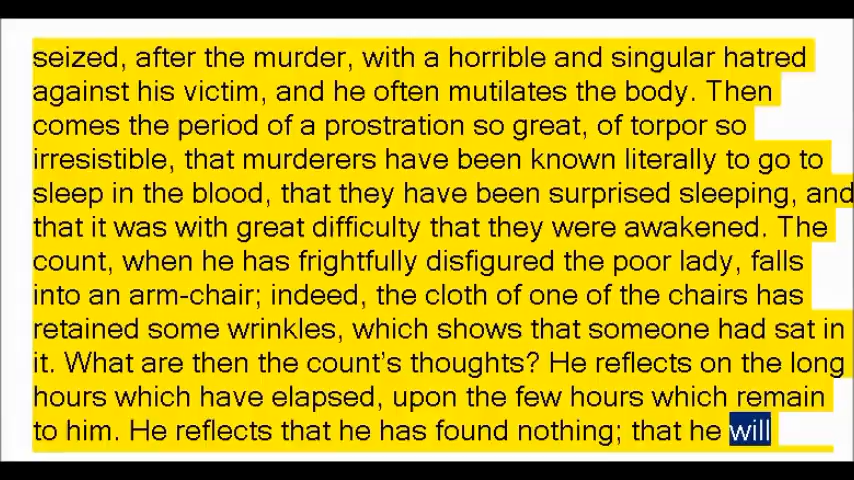 seized, after the murder, with a horrible and singular hatred
against his victim, and he often mutilates the body. Then
comes the period of a prostration so great, of torpor so
irresistible, that murderers have been known literally to go to
sleep in the blood, that they have been surprised sleeping, and
that it was with great difficulty that they were awakened. The
count, when he has frightfully disfigured the poor lady, falls
into an arm-chair; indeed, the cloth of one of the chairs has
retained some wrinkles, which shows that someone had sat in
it. What are then the count's thoughts? He reflects on the long
hours which have elapsed, upon the few hours which remain
to him. He reflects that he has found nothing; that he will